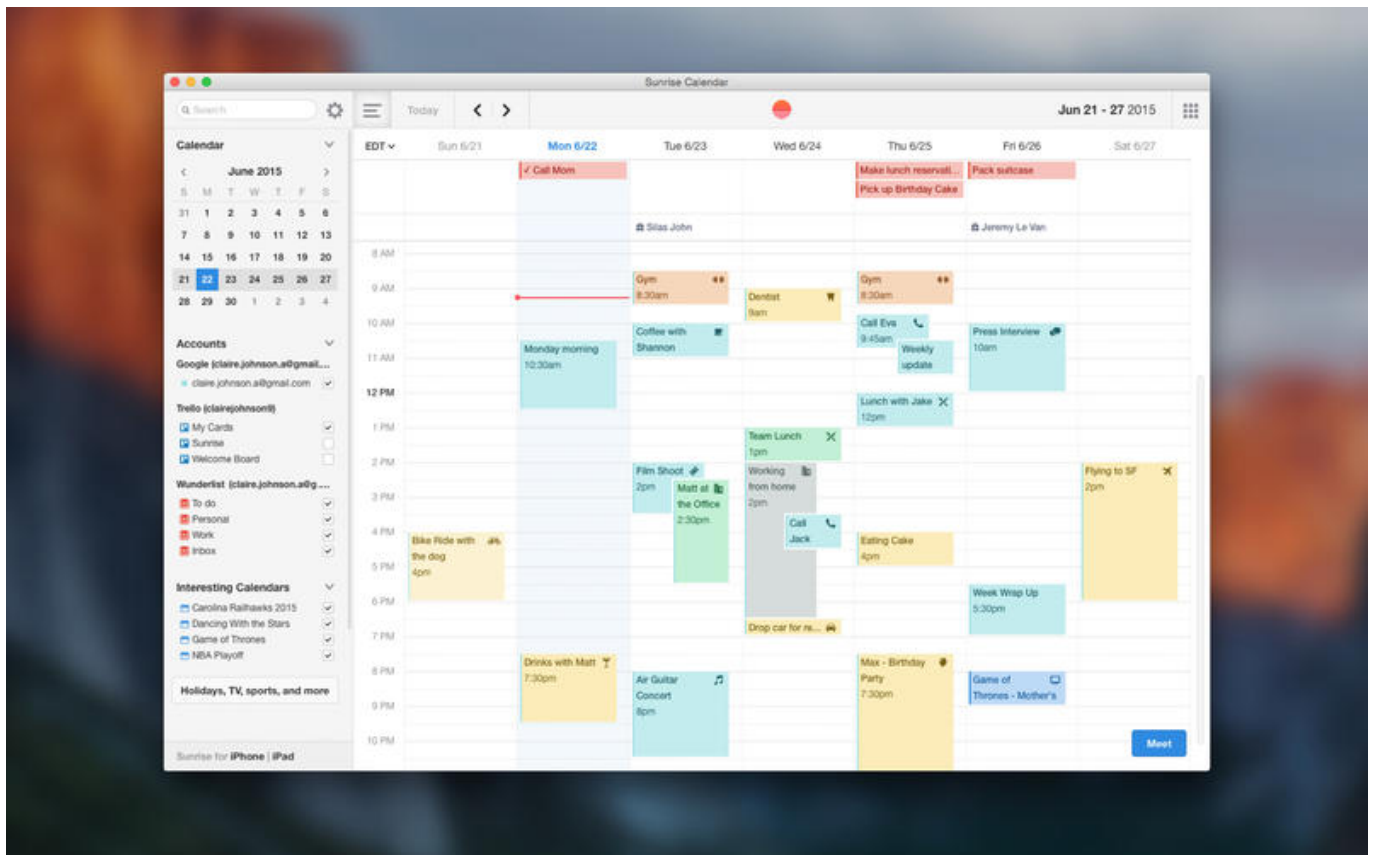 Sunrise Calendar
Search
Today
Jun 21 - 27 2015
Calendar
June 2015
S M T W T F S
31 1 2 3 4 5 6
7 8 9 10 11 12 13
14 15 16 17 18 19 20
21 22 23 24 25 26 27
28 29 30 1 2 3 4
Accounts
Google (claire.johnson.a@gmail....
claire.johnson.a@gmail.com
Trello (clairejohnson9)
My Cards
Sunrise
Welcome Board
Wunderlist (claire.johnson.a@g....
To do
Personal
Work
Inbox
Interesting Calendars
Carolina Railhawks 2015
Dancing With the Stars
Game of Thrones
NBA Playoff
Holidays, TV, sports, and more
Sunrise for iPhone | iPad
EDT Sun 6/21 Mon 6/22 Tue 6/23 Wed 6/24 Thu 6/25 Fri 6/26 Sat 6/27
✓ Call Mom
Make lunch reservati...
Pack suitcase
Pick up Birthday Cake
Silas John
Jeremy Le Van
8 AM
9 AM
10 AM
11 AM
12 PM
1 PM
2 PM
3 PM
4 PM
5 PM
6 PM
7 PM
8 PM
9 PM
10 PM
Bike Ride with
the dog
4pm
Monday morning
10:30am
Drinks with Matt
7:30pm
Gym
8:30am
Coffee with
Shannon
Film Shoot
2pm
Matt at
the Office
2:30pm
Air Guitar
Concert
8pm
Dentist
9am
Team Lunch
1pm
Working
from home
2pm
Call
Jack
Drop car for re...
Gym
8:30am
Call Eva
9:45am
Weekly
update
Lunch with Jake
12pm
Eating Cake
4pm
Max - Birthday
Party
7:30pm
Press Interview
10am
Week Wrap Up
5:30pm
Game of
Thrones - Mother's
Flying to SF
2pm
Meet